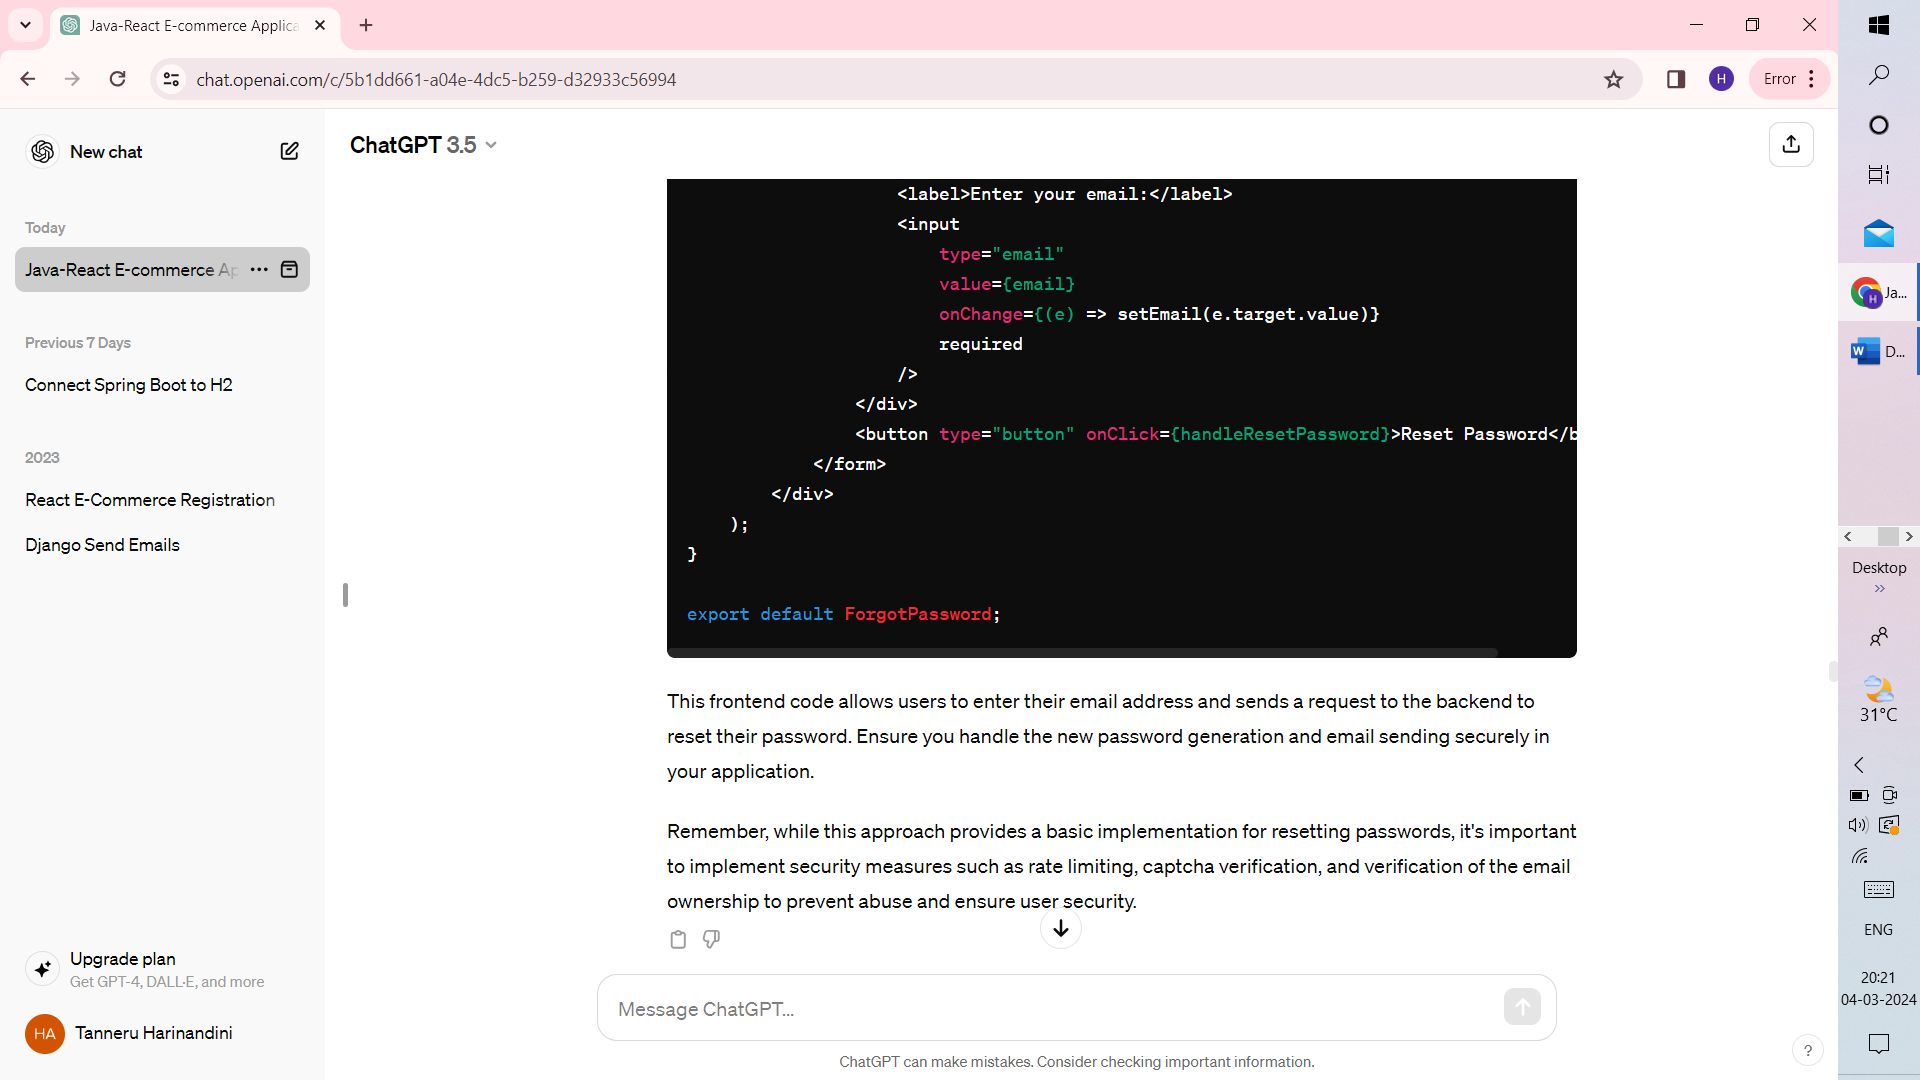 Java-React E-commerce Applica
chat.openai.com/c/5b1dd661-a04e-4dc5-b259-d32933c56994
H
Error
New chat
Today
Java-React E-commerce Ap
Previous 7 Days
Connect Spring Boot to H2
2023
React E-Commerce Registration
Django Send Emails
Upgrade plan
Get GPT-4, DALL·E, and more
HA
Tanneru Harinandini
ChatGPT 3.5
<label>Enter your email:</label>
<input
type="email"
value={email}
onChange={(e) => setEmail(e.target.value)}
required
/>
</div>
<button type="button" onClick={handleResetPassword}>Reset Password</b
</form>
</div>
);
}
export default ForgotPassword;
This frontend code allows users to enter their email address and sends a request to the backend to
reset their password. Ensure you handle the new password generation and email sending securely in
your application.
Remember, while this approach provides a basic implementation for resetting passwords, it's important
to implement security measures such as rate limiting, captcha verification, and verification of the email
ownership to prevent abuse and ensure user security.
Message ChatGPT...
ChatGPT can make mistakes. Consider checking important information.
?
H
Ja...
W
D...
Desktop
31°C
ENG
20:21
04-03-2024